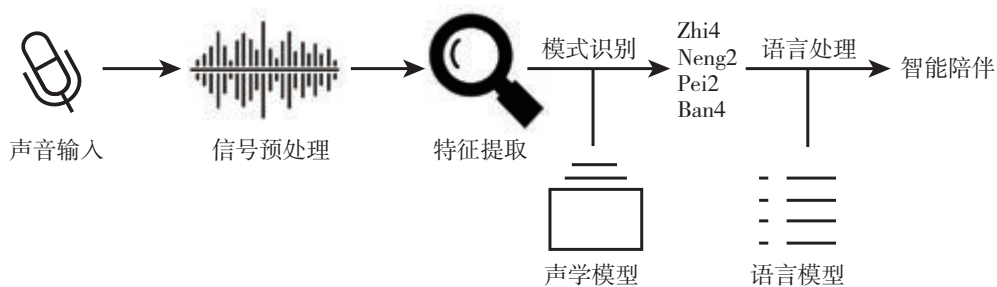 声音输入
信号预处理
特征提取
模式识别
声学模型
Zhi4
Neng2
Pei2
Ban4
语言处理
语言模型
智能陪伴